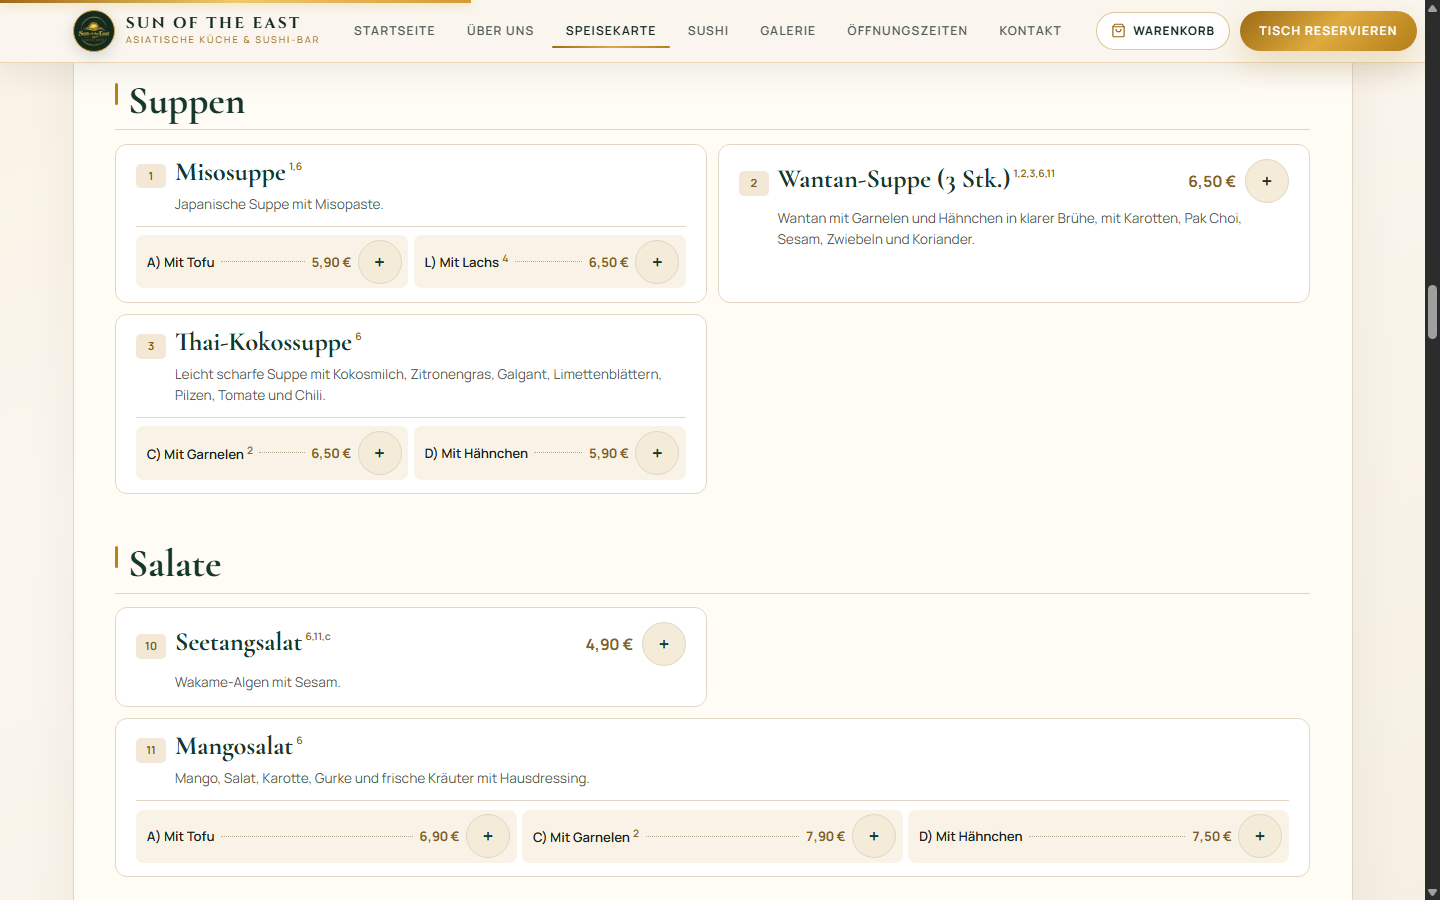 SUN OF THE EAST
ASIATISCHE KÜCHE & SUSHI-BAR
STARTSEITE
ÜBER UNS
SPEISEKARTE
SUSHI
GALERIE
ÖFFNUNGSZEITEN
KONTAKT
WARENKORB
TISCH RESERVIEREN
Suppen
1 Misosuppe 1,6
Japanische Suppe mit Misopaste.
A) Mit Tofu 5,90 € +
L) Mit Lachs 4 6,50 € +
2 Wantan-Suppe (3 Stk.) 1,2,3,6,11 6,50 € +
Wantan mit Garnelen und Hähnchen in klarer Brühe, mit Karotten, Pak Choi,
Sesam, Zwiebeln und Koriander.
3 Thai-Kokossuppe 6
Leicht scharfe Suppe mit Kokosmilch, Zitronengras, Galgant, Limettenblättern,
Pilzen, Tomate und Chili.
C) Mit Garnelen 2 6,50 € +
D) Mit Hähnchen 5,90 € +
Salate
10 Seetangsalat 6,11,c 4,90 € +
Wakame-Algen mit Sesam.
11 Mangosalat 6
Mango, Salat, Karotte, Gurke und frische Kräuter mit Hausdressing.
A) Mit Tofu 6,90 € +
C) Mit Garnelen 2 7,90 € +
D) Mit Hähnchen 7,50 € +